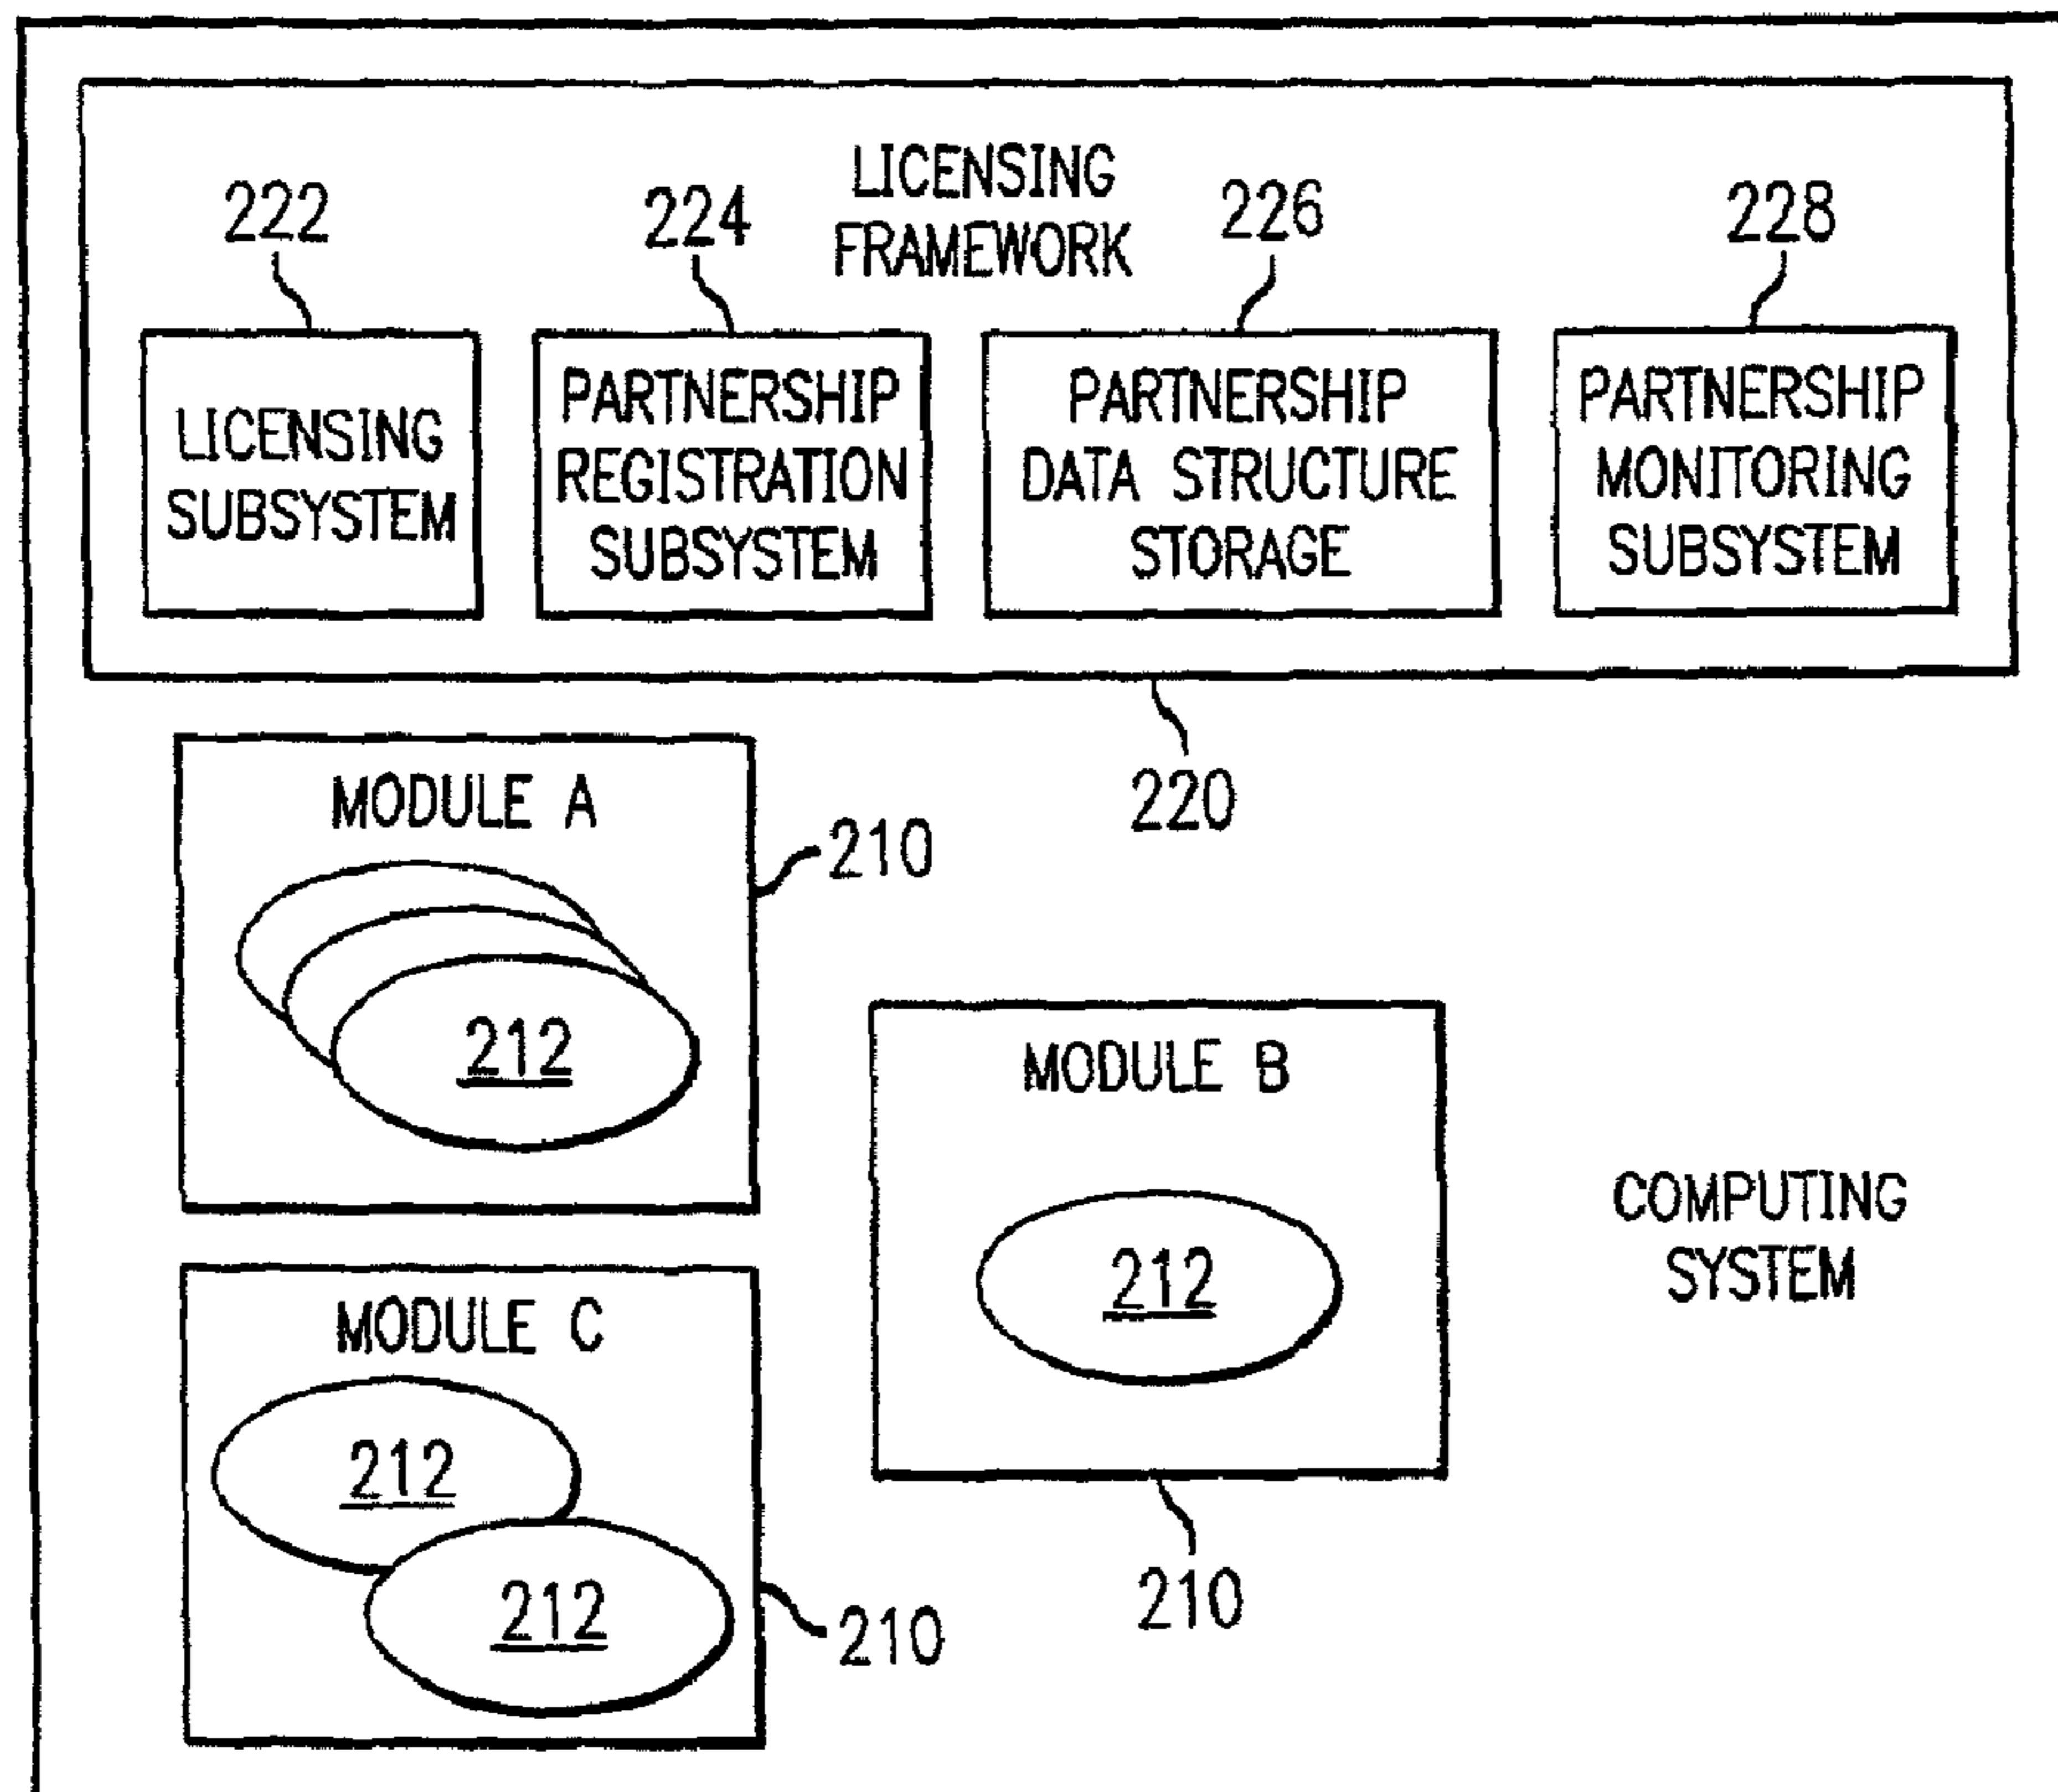 LICENSING
FRAMEWORK
222
224
226
228
LICENSING
SUBSYSTEM
PARTNERSHIP
REGISTRATION
SUBSYSTEM
PARTNERSHIP
DATA STRUCTURE
STORAGE
PARTNERSHIP
MONITORING
SUBSYSTEM
220
MODULE A
210
212
MODULE B
212
210
COMPUTING
SYSTEM
MODULE C
212
212
210